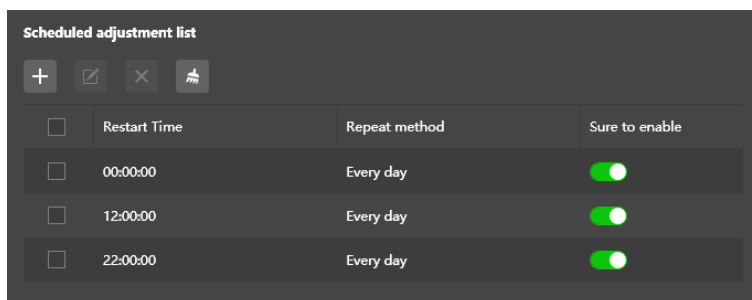 Scheduled adjustment list
Restart Time Repeat method Sure to enable
00:00:00 Every day
12:00:00 Every day
22:00:00 Every day